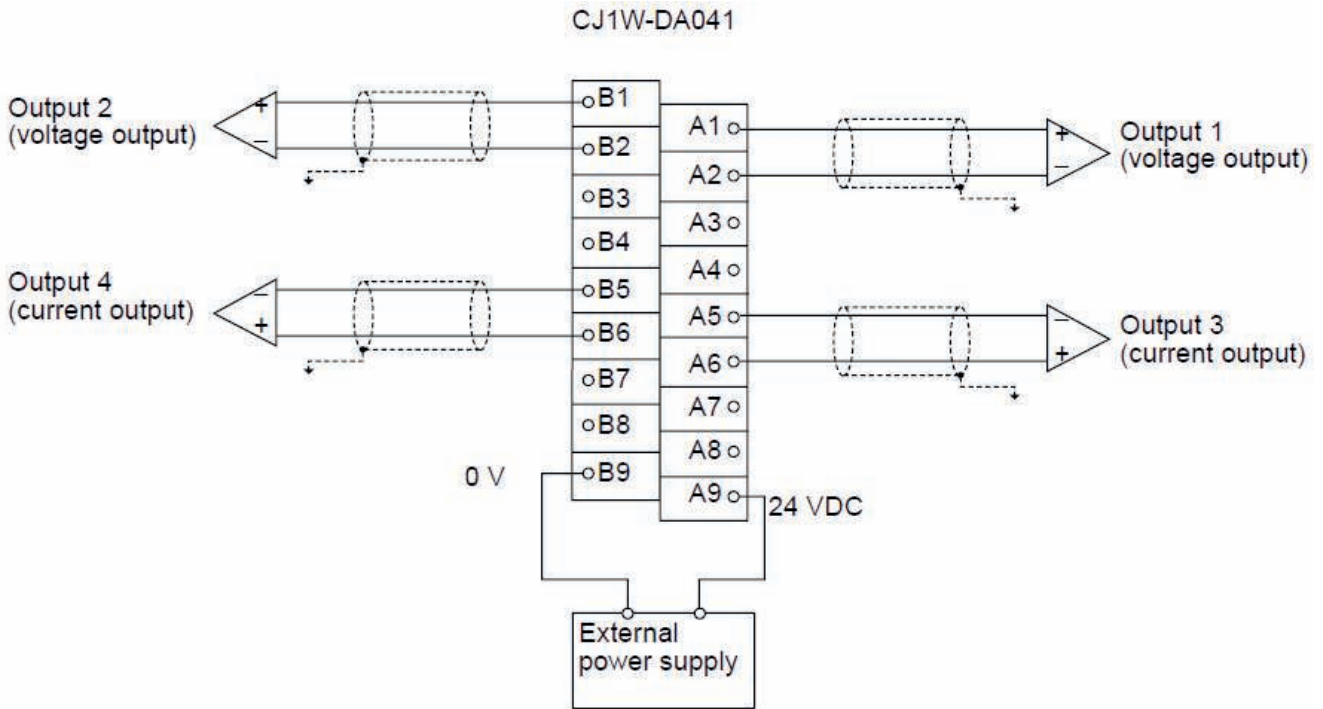 CJ1W-DA041
Output 2
(voltage output)
+
−
B1
B2
B3
B4
B5
B6
B7
B8
B9
A1
A2
A3
A4
A5
A6
A7
A8
A9
+
−
Output 1
(voltage output)
Output 4
(current output)
−
+
−
+
Output 3
(current output)
0 V
24 VDC
External
power supply